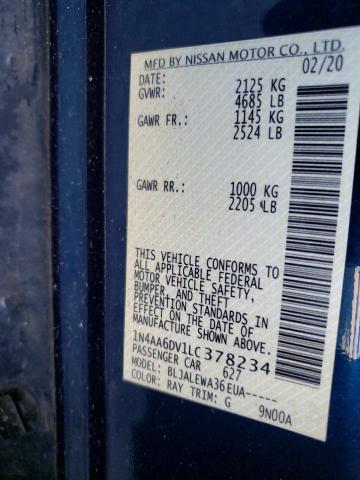 MFD BY NISSAN MOTOR CO., LTD.
DATE: 02/20
GVWR: 2125 KG
4685 LB
GAWR FR.: 1145 KG
2524 LB
GAWR RR.: 1000 KG
2205 LB
THIS VEHICLE CONFORMS TO
ALL APPLICABLE FEDERAL
MOTOR VEHICLE SAFETY,
BUMPER, AND THEFT
PREVENTION STANDARDS IN
EFFECT ON THE DATE OF
MANUFACTURE SHOWN ABOVE.
1N4AA6DV1LC378234
PASSENGER CAR 627
MODEL: BLJALEWA36EUA-----
COLOR: RAY TRIM: G 9N00A